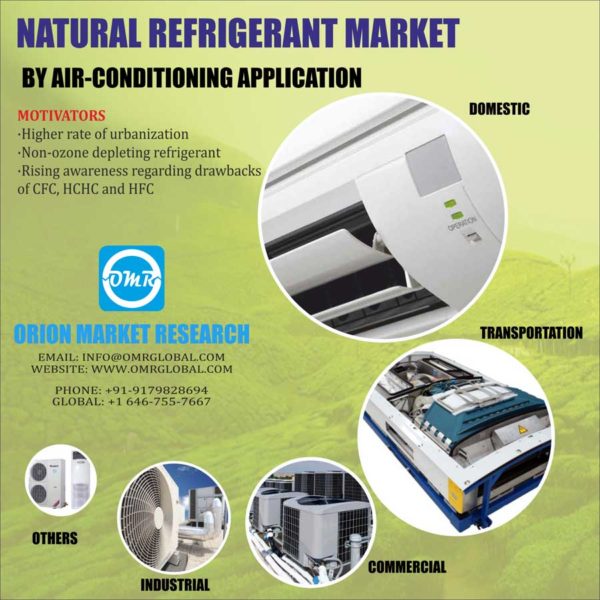 NATURAL REFRIGERANT MARKET
BY AIR-CONDITIONING APPLICATION
MOTIVATORS
·Higher rate of urbanization
·Non-ozone depleting refrigerant
·Rising awareness regarding drawbacks
of CFC, HCHC and HFC
DOMESTIC
OPERATION
OMR
ORION MARKET RESEARCH
EMAIL: INFO@OMRGLOBAL.COM
WEBSITE: WWW.OMRGLOBAL.COM
PHONE: +91-9179828694
GLOBAL: +1 646-755-7667
TRANSPORTATION
OTHERS
INDUSTRIAL
COMMERCIAL